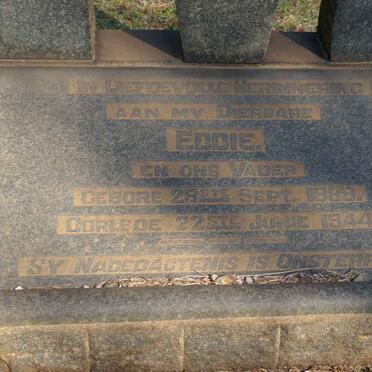 IN LIEFDEVOLLE HERINNERING
AAN MY DIERBARE
EDDIE.
EN ONS VADER
GEBORE 28STE SEPT.
OORLEDE 22STE JUNIE 1944
SY NAGEDAGTENIS IS